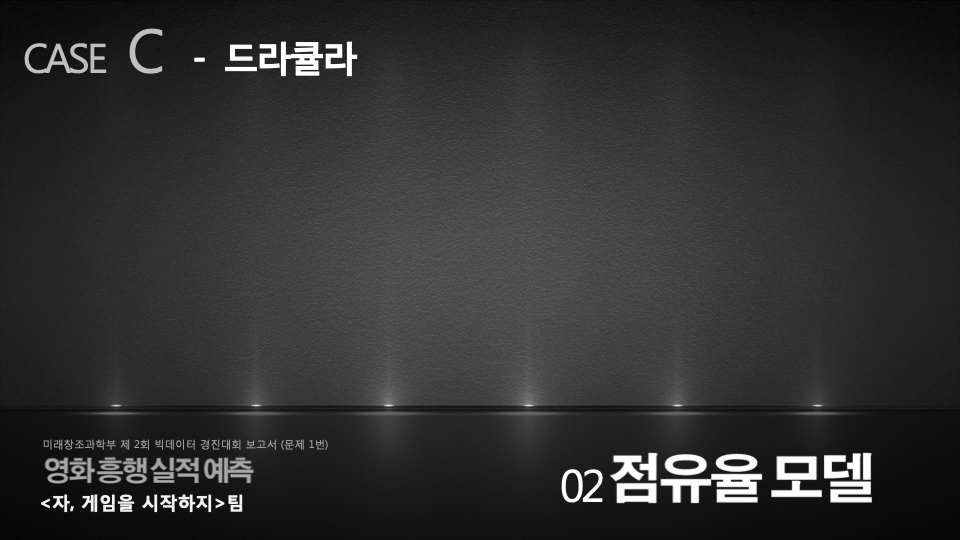 CASE C - 드라큘라
미래창조과학부 제 2회 빅데이터 경진대회 보고서 (문제 1번)
영화 흥행 실적 예측
<자, 게임을 시작하지>팀
02 점유율 모델